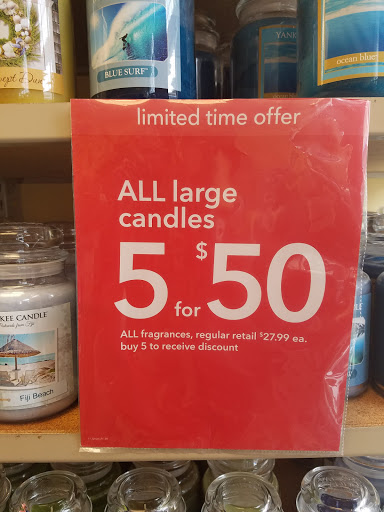 BLUE SURF
YANK
ocean blue
limited time offer
ALL large
candles
5 for $50
ALL fragrances, regular retail $27.99 ea.
buy 5 to receive discount
KEE CANDLE
Fiji Beach